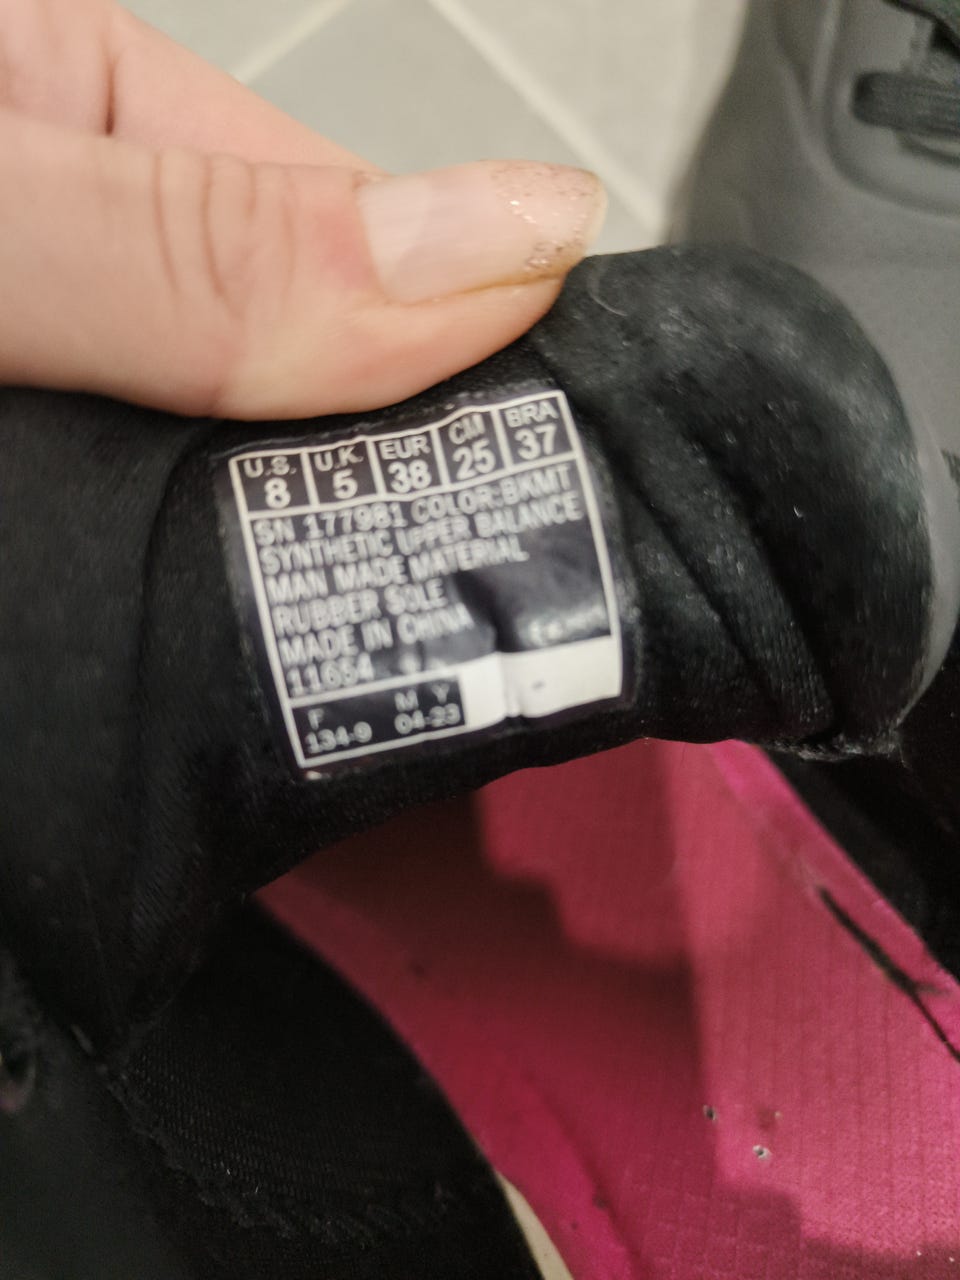 U.S. U.K. EUR CM BRA
8 5 38 25 37
SN 177981 COLOR:BKMT
SYNTHETIC UPPER BALANCE
MAN MADE MATERIAL
RUBBER SOLE
MADE IN CHINA
11654
F M Y
134-9 04-23